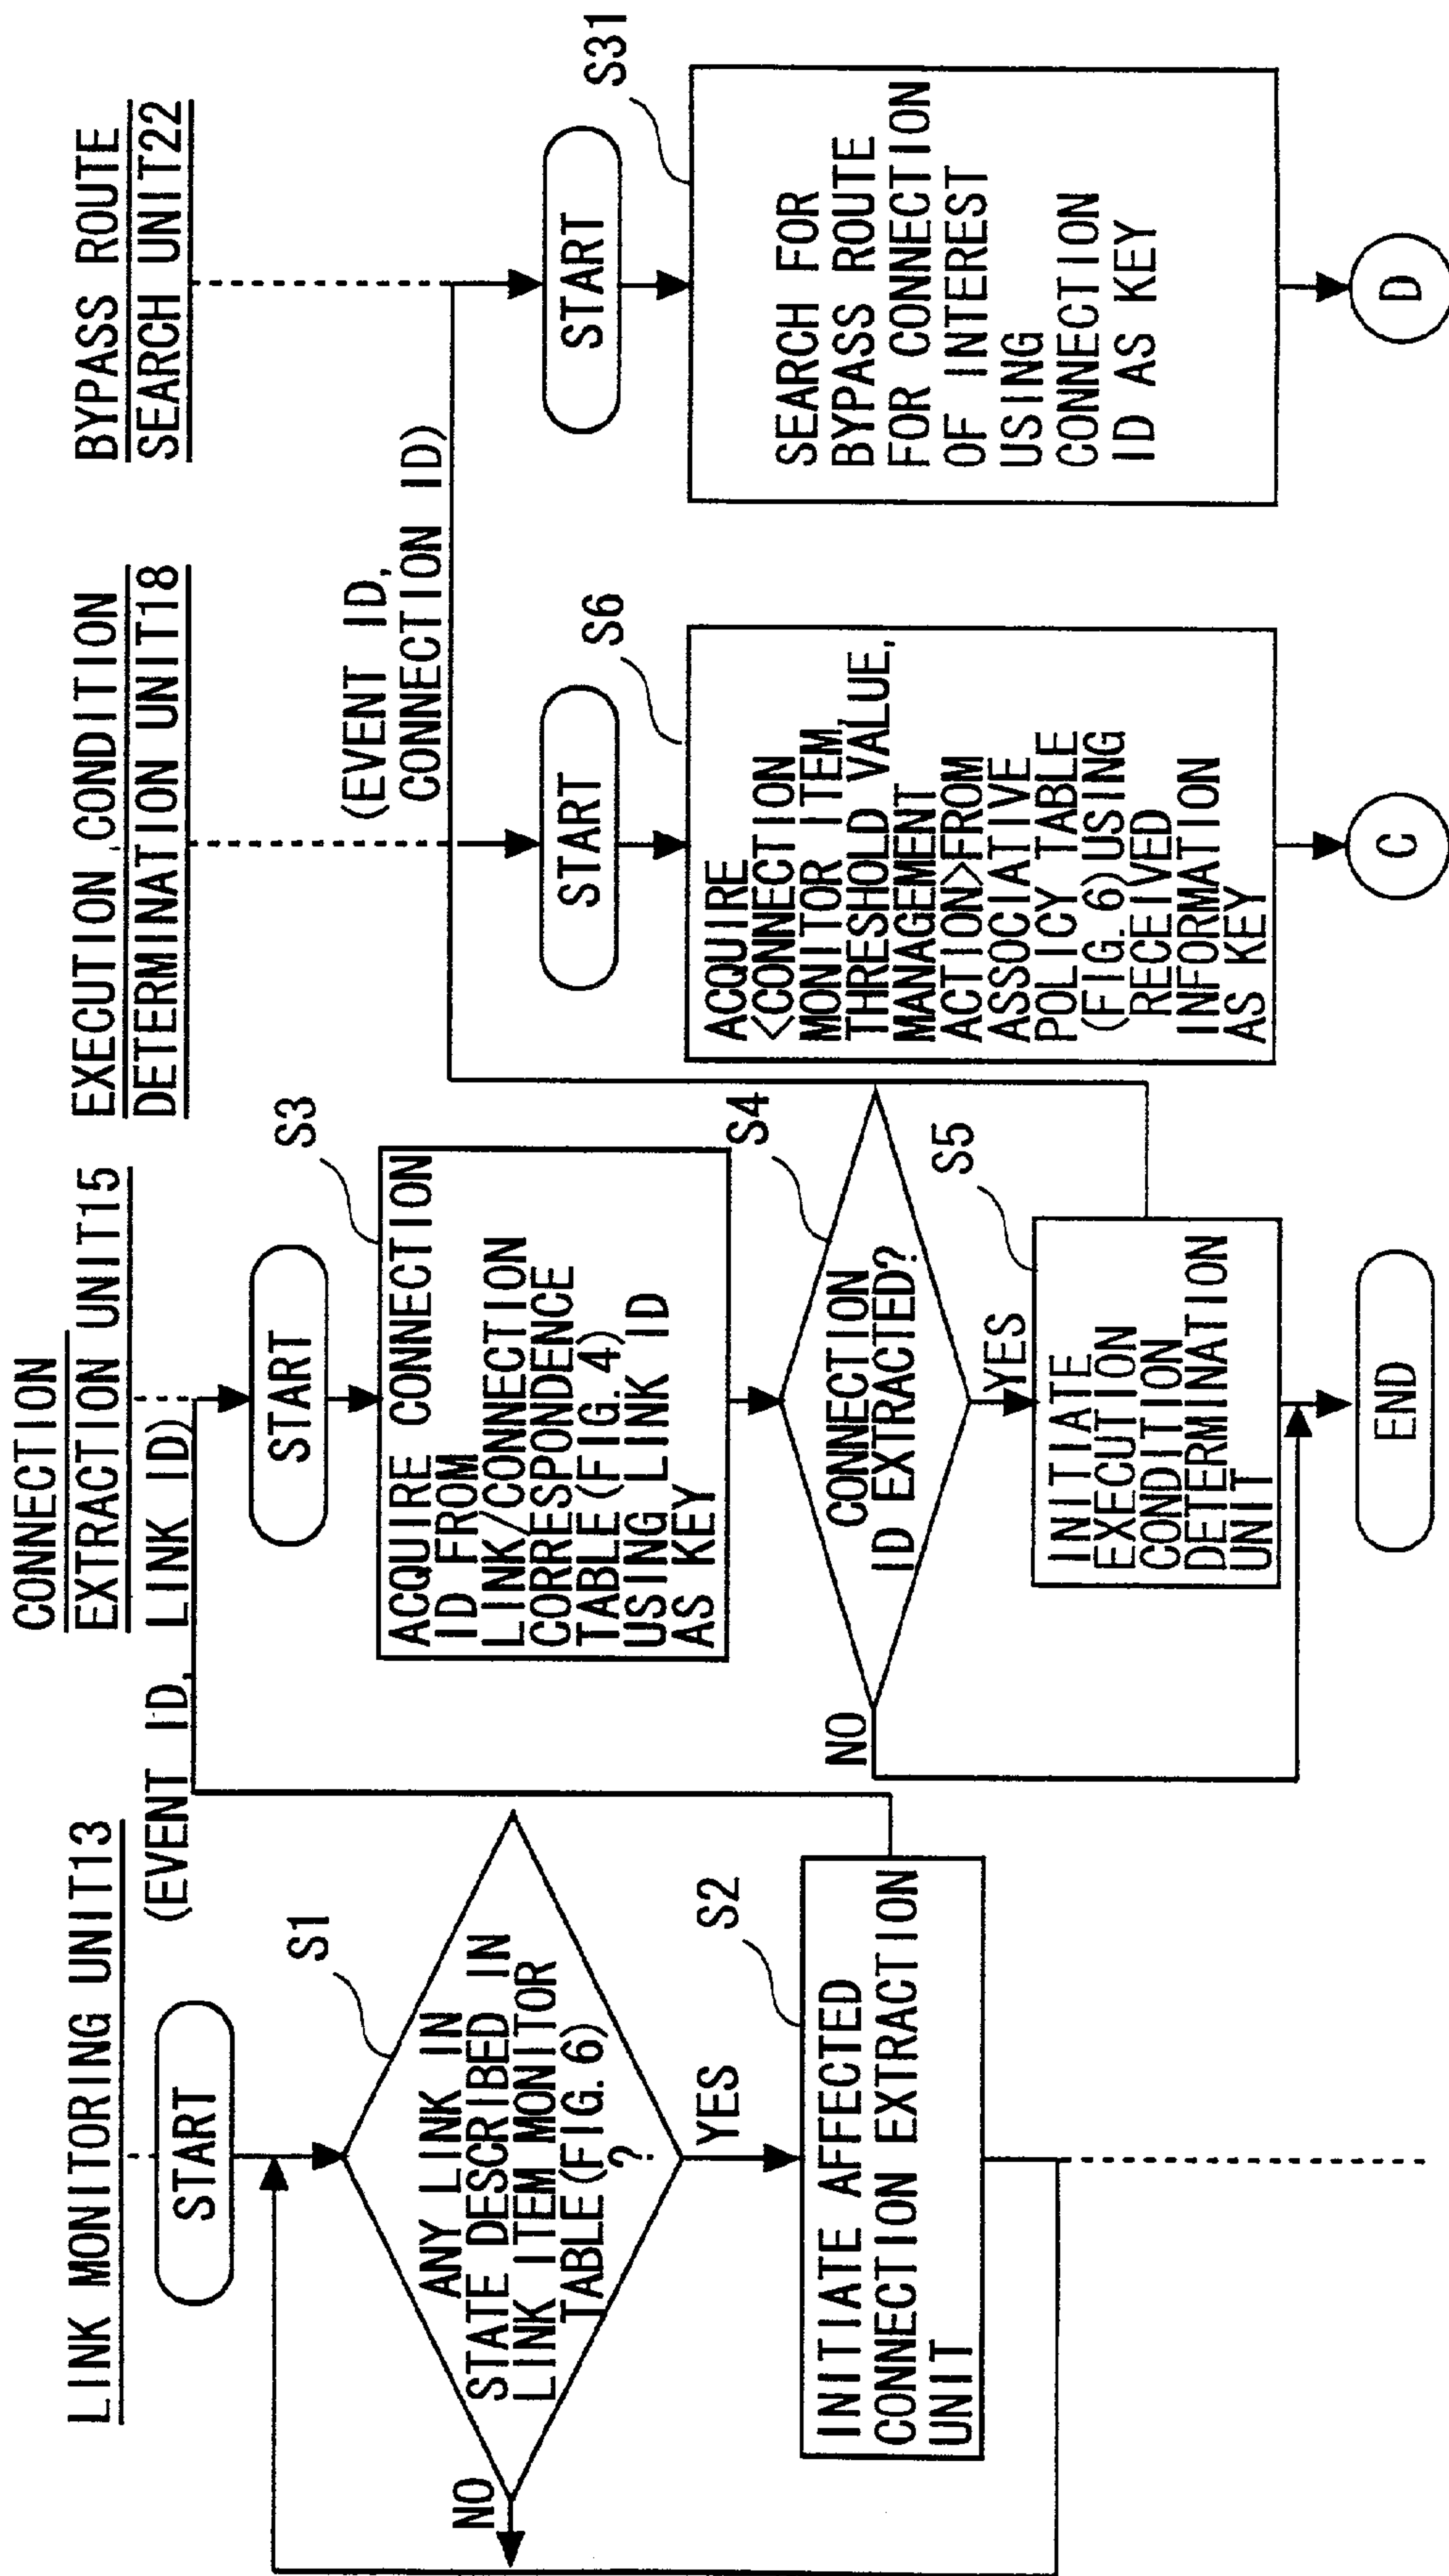 LINK MONITORING UNIT13
(EVENT ID, LINK ID)
START
S1
ANY LINK IN
STATE DESCRIBED IN
LINK ITEM MONITOR
TABLE(FIG. 6)
?
NO
YES
S2
INITIATE AFFECTED
CONNECTION EXTRACTION
UNIT
CONNECTION
EXTRACTION UNIT15
START
S3
ACQUIRE CONNECTION
ID FROM
LINK/CONNECTION
CORRESPONDENCE
TABLE(FIG. 4)
USING LINK ID
AS KEY
S4
CONNECTION
ID EXTRACTED?
NO
YES
S5
INITIATE
EXECUTION
CONDITION
DETERMINATION
UNIT
END
EXECUTION CONDITION
DETERMINATION UNIT18
(EVENT ID,
CONNECTION ID)
START
S6
ACQUIRE
<CONNECTION
MONITOR ITEM,
THRESHOLD VALUE,
MANAGEMENT
ACTION>FROM
ASSOCIATIVE
POLICY TABLE
(FIG. 6)USING
RECEIVED
INFORMATION
AS KEY
C
BYPASS ROUTE
SEARCH UNIT22
START
S31
SEARCH FOR
BYPASS ROUTE
FOR CONNECTION
OF INTEREST
USING
CONNECTION
ID AS KEY
D